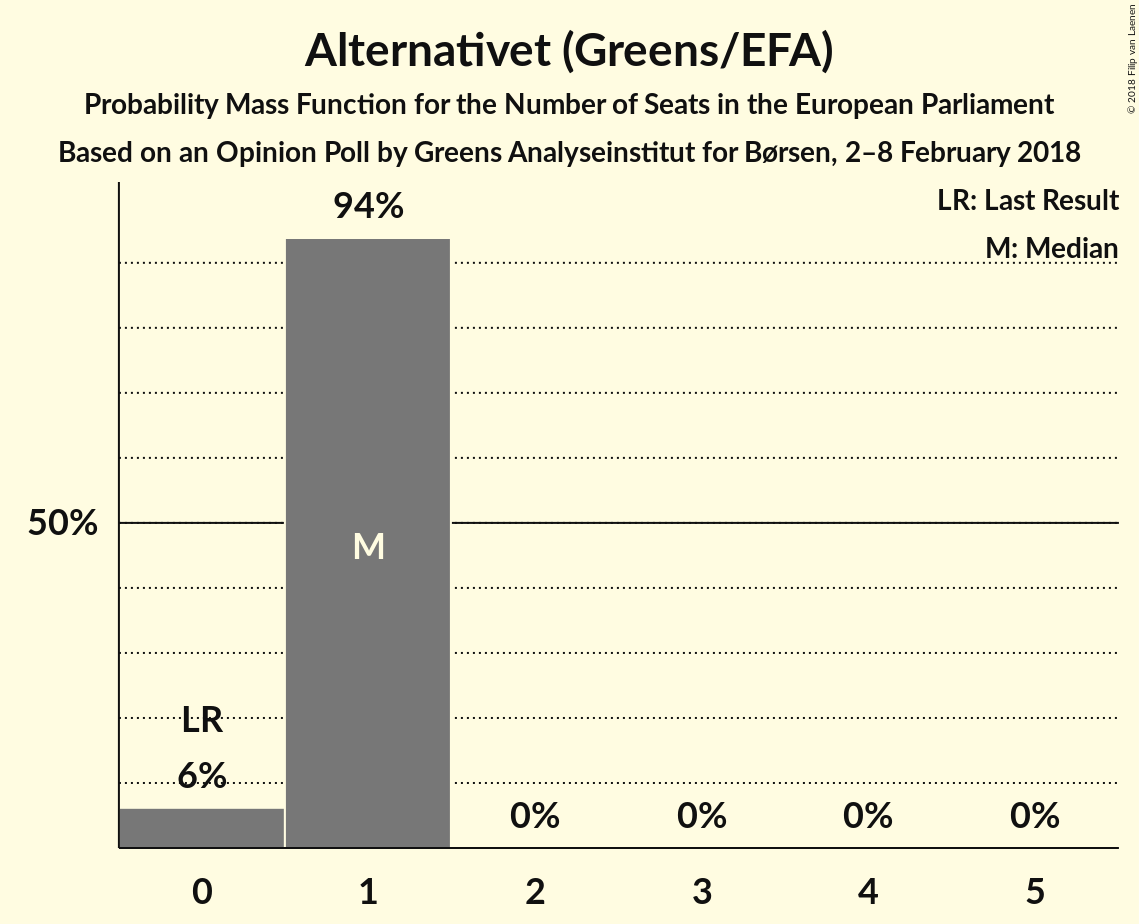 Alternativet (Greens/EFA)
Probability Mass Function for the Number of Seats in the European Parliament
Based on an Opinion Poll by Greens Analyseinstitut for Børsen, 2–8 February 2018
© 2018 Filip van Laenen
LR: Last Result
M: Median
94%
50%
M
LR
6%
0%
0%
0%
0%
0 1 2 3 4 5